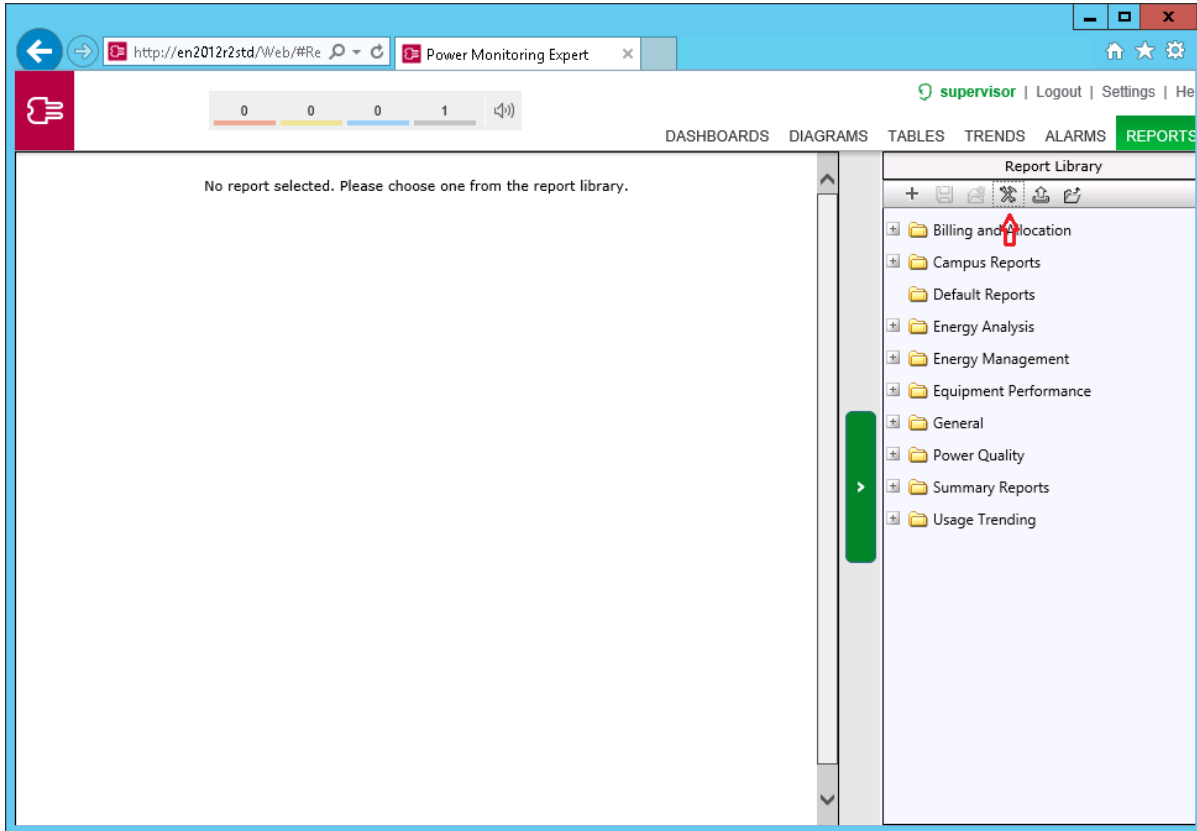 http://en2012r2std/Web/#Re
Power Monitoring Expert
supervisor | Logout | Settings | He
0 0 0 1
DASHBOARDS DIAGRAMS TABLES TRENDS ALARMS REPORTS
Report Library
No report selected. Please choose one from the report library.
Billing and Allocation
Campus Reports
Default Reports
Energy Analysis
Energy Management
Equipment Performance
General
Power Quality
Summary Reports
Usage Trending